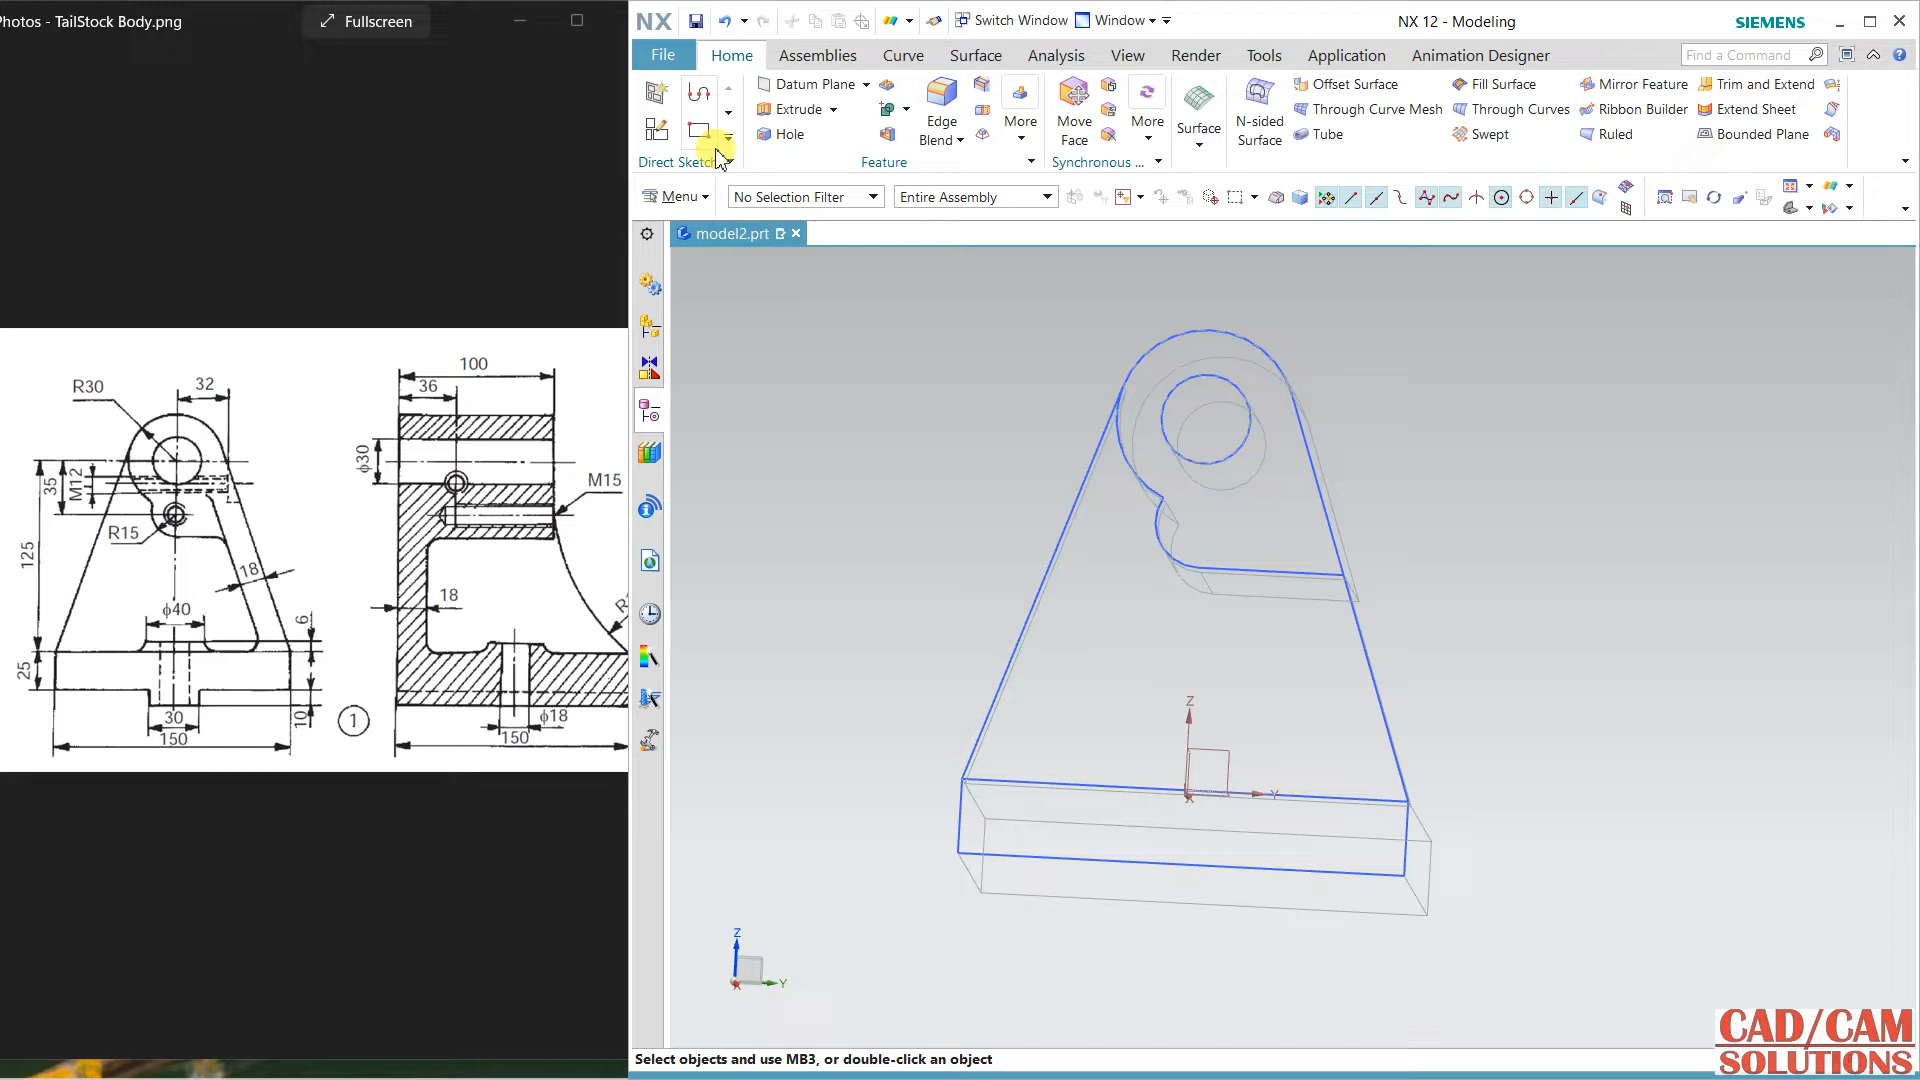 Photos - TailStock Body.png
Fullscreen
NX
Switch Window
Window
NX 12 - Modeling
SIEMENS
File
Home
Assemblies
Curve
Surface
Analysis
View
Render
Tools
Application
Animation Designer
Find a Command
Datum Plane
Extrude
Hole
Edge
Blend
More
Move
Face
More
Surface
N-sided
Surface
Offset Surface
Through Curve Mesh
Tube
Fill Surface
Through Curves
Swept
Mirror Feature
Ribbon Builder
Ruled
Trim and Extend
Extend Sheet
Bounded Plane
Direct Sketch
Feature
Synchronous ...
Menu
No Selection Filter
Entire Assembly
model2.prt
R30
32
35
M12
R15
125
18
ϕ40
6
25
30
10
150
1
100
36
ϕ30
M15
18
ϕ18
150
Z
Y
X
Z
Y
X
Select objects and use MB3, or double-click an object
CAD/CAM
SOLUTIONS